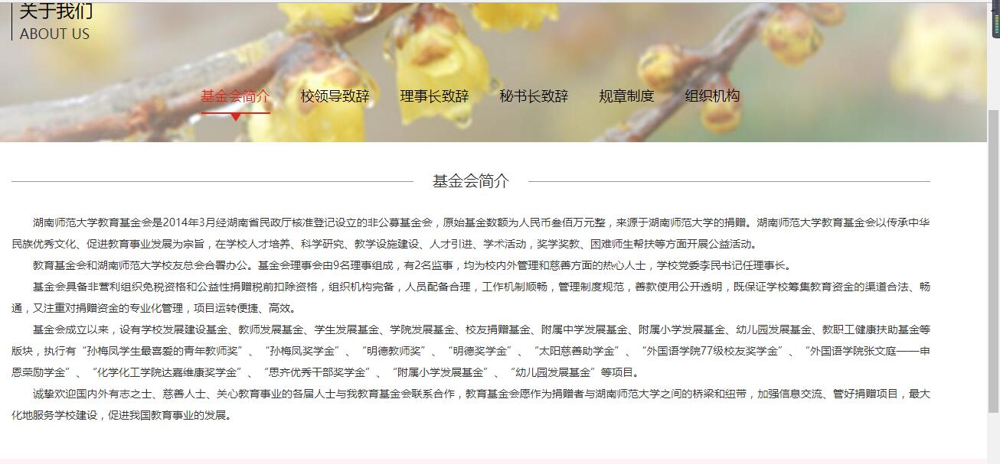 关于我们
ABOUT US
基金会简介 校领导致辞 理事长致辞 秘书长致辞 规章制度 组织机构
基金会简介
湖南师范大学教育基金会是2014年3月经湖南省民政厅核准登记设立的非公募基金会，原始基金数额为人民币叁佰万元整，来源于湖南师范大学的捐赠。湖南师范大学教育基金会以传承中华
民族优秀文化、促进教育事业发展为宗旨，在学校人才培养、科学研究、教学设施建设、人才引进、学术活动，奖学奖教、困难师生帮扶等方面开展公益活动。
教育基金会和湖南师范大学校友总会合署办公。基金会理事会由9名理事组成，有2名监事，均为校内外管理和慈善方面的热心人士，学校党委李民书记任理事长。
基金会具备非营利组织免税资格和公益性捐赠税前扣除资格，组织机构完备，人员配备合理，工作机制顺畅，管理制度规范，善款使用公开透明，既保证学校筹集教育资金的渠道合法、畅
通，又注重对捐赠资金的专业化管理，项目运转便捷、高效。
基金会成立以来，设有学校发展建设基金、教师发展基金、学生发展基金、学院发展基金、校友捐赠基金、附属中学发展基金、附属小学发展基金、幼儿园发展基金、教职工健康扶助基金等
版块，执行有“孙梅凤学生最喜爱的青年教师奖”、“孙梅凤奖学金”、“明德教师奖”、“明德奖学金”、“太阳慈善助学金”、“外国语学院77级校友奖学金”、“外国语学院张文庭——申
恩荣励学金”、“化学化工学院达嘉维康奖学金”、“思齐优秀干部奖学金”、“附属小学发展基金”、“幼儿园发展基金”等项目。
诚挚欢迎国内外有志之士、慈善人士、关心教育事业的各届人士与我教育基金会联系合作，教育基金会愿作为捐赠者与湖南师范大学之间的桥梁和纽带，加强信息交流、管好捐赠项目，最大
化地服务学校建设，促进我国教育事业的发展。